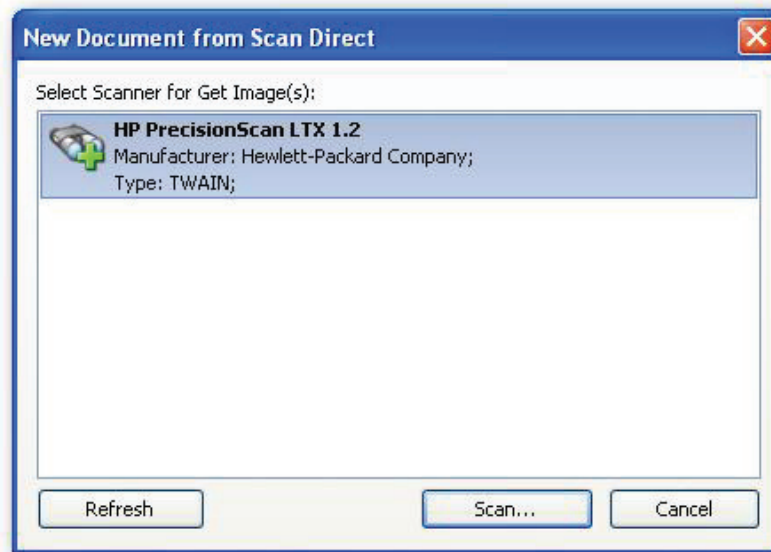 New Document from Scan Direct
Select Scanner for Get Image(s):
HP PrecisionScan LTX 1.2
Manufacturer: Hewlett-Packard Company;
Type: TWAIN;
Refresh
Scan...
Cancel